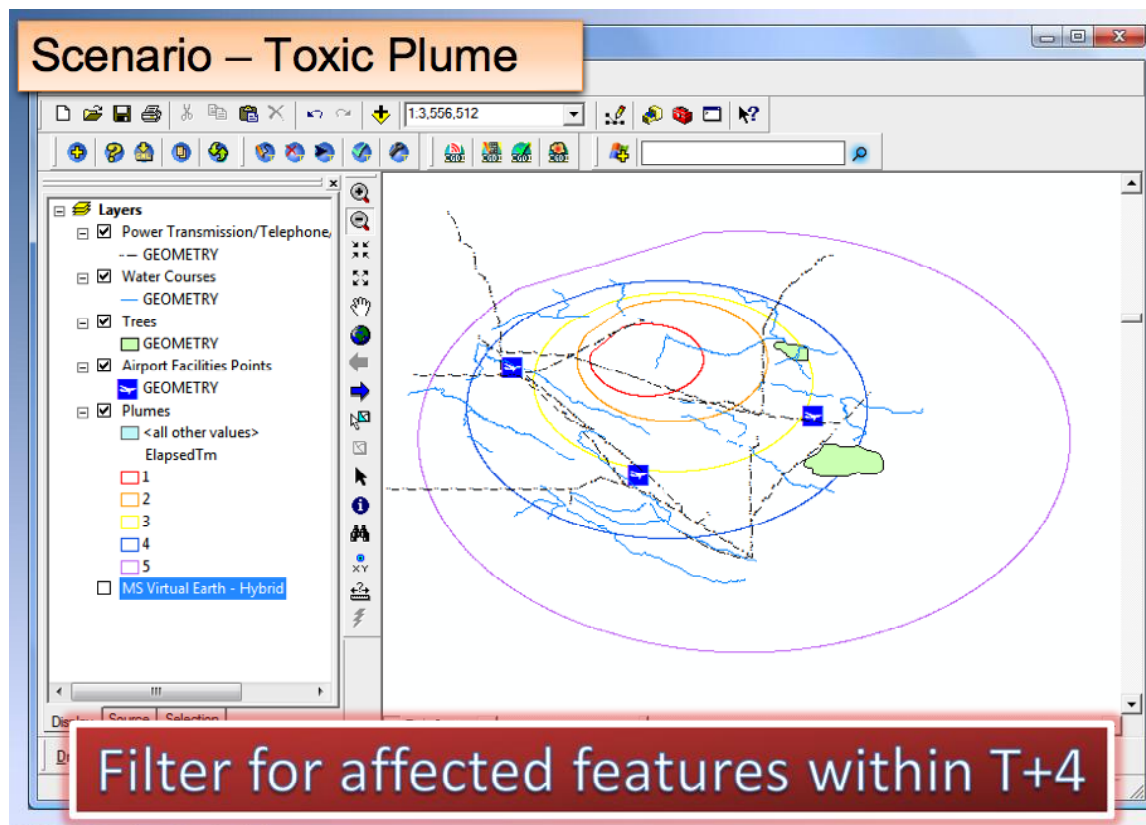 Scenario – Toxic Plume
1:3,556,512
Layers
Power Transmission/Telephone/
GEOMETRY
Water Courses
GEOMETRY
Trees
GEOMETRY
Airport Facilities Points
GEOMETRY
Plumes
<all other values>
ElapsedTm
1
2
3
4
5
MS Virtual Earth - Hybrid
XY
Source
Selection
Filter for affected features within T+4